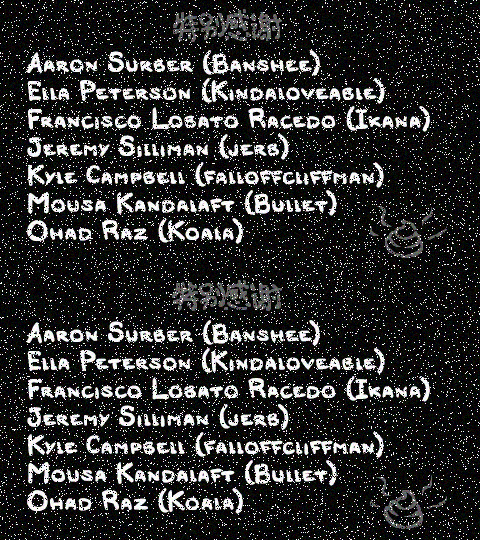 特别感谢
Aaron Surber (Banshee)
Ella Peterson (Kindaloveable)
Francisco Lobato Racedo (Ikana)
Jeremy Silliman (jerb)
Kyle Campbell (falloffcliffman)
Mousa Kandalaft (Bullet)
Ohad Raz (Koala)
特别感谢
Aaron Surber (Banshee)
Ella Peterson (Kindaloveable)
Francisco Lobato Racedo (Ikana)
Jeremy Silliman (jerb)
Kyle Campbell (falloffcliffman)
Mousa Kandalaft (Bullet)
Ohad Raz (Koala)